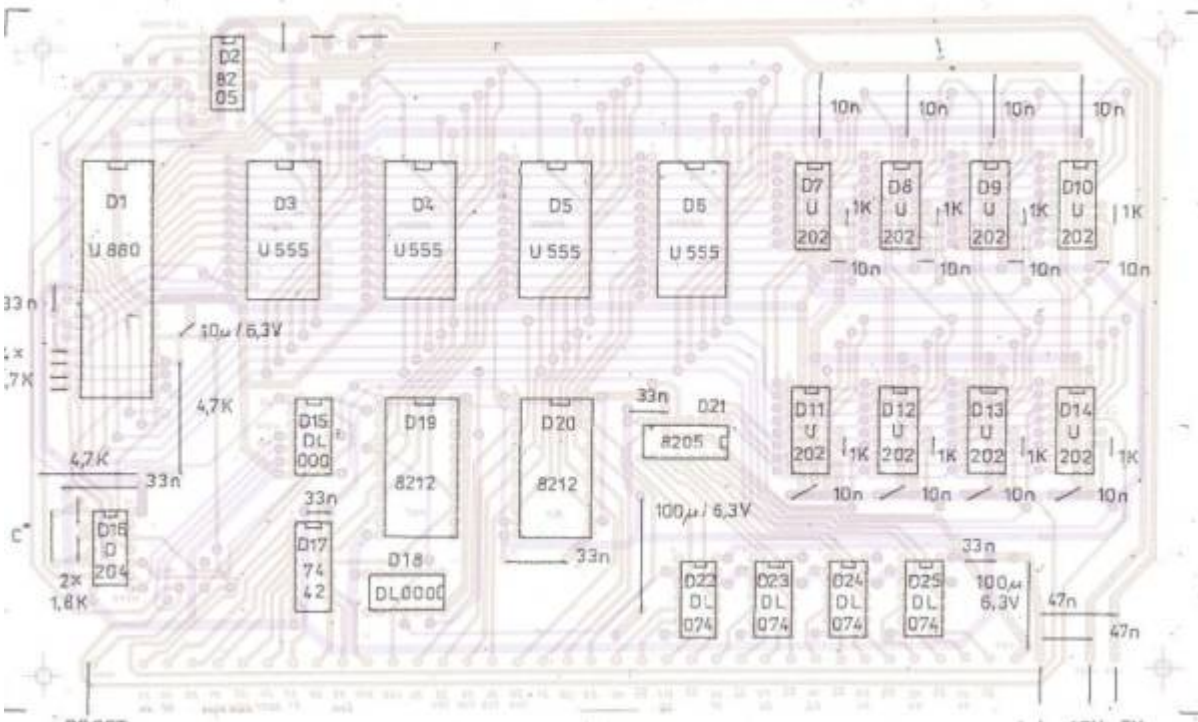 D2
82
05
10n
10n
10n
10n
D1
U 880
D3
U 555
D4
U 555
D5
U 555
D6
U 555
D7
U
202
1K
D8
U
202
1K
D9
U
202
1K
D10
U
202
1K
10n
10n
10n
10n
33n
10µ / 6,3V
,7K
4,7K
D15
DL
000
D19
8212
D20
8212
33n
D21
8205
D11
U
202
1K
D12
U
202
1K
D13
U
202
1K
D14
U
202
1K
10n
10n
10n
10n
4,7K
33n
C*
D16
D
204
2x
1,8K
33n
D17
74
42
D18
DL000
33n
100µ / 6,3V
D22
DL
074
D23
DL
074
D24
DL
074
D25
DL
074
33n
100µ
6,3V
47n
47n